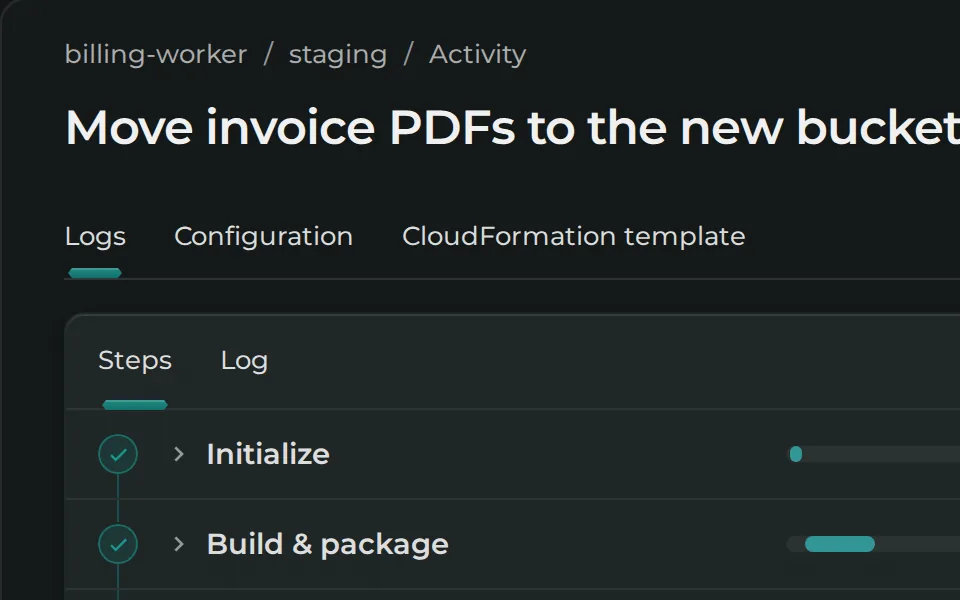 billing-worker / staging / Activity
Move invoice PDFs to the new bucket
Logs Configuration CloudFormation template
Steps Log
Initialize
Build & package